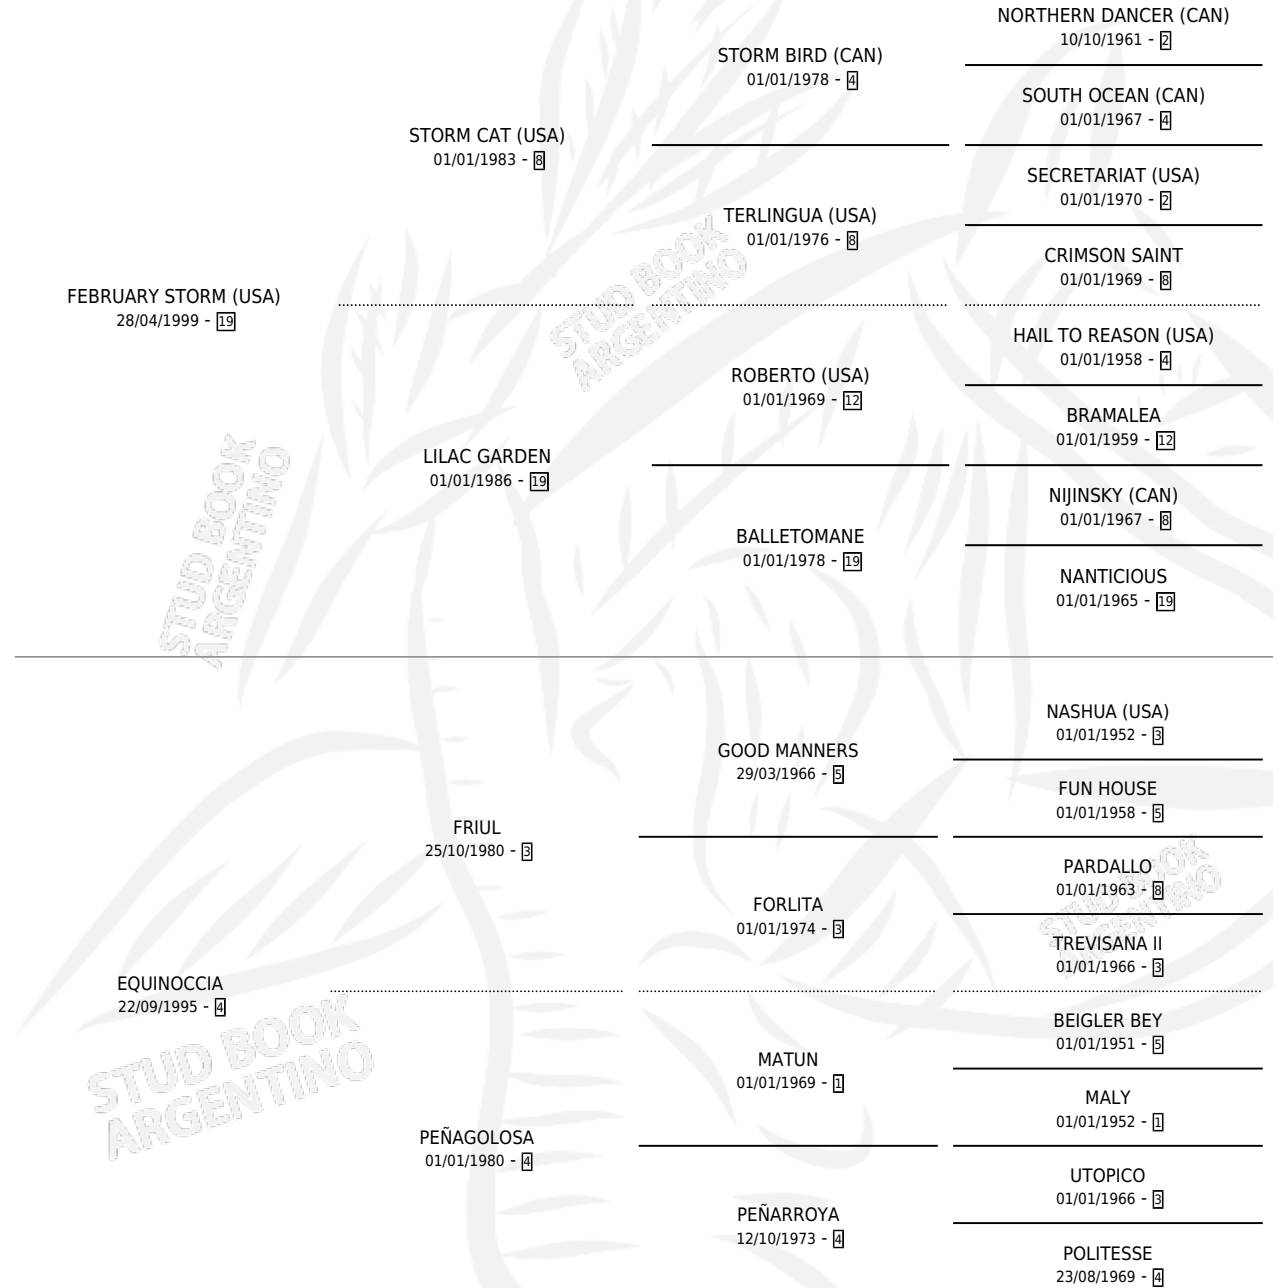 NORTHERN DANCER (CAN)
10/10/1961 - 2
STORM BIRD (CAN)
01/01/1978 - 4
SOUTH OCEAN (CAN)
01/01/1967 - 4
STORM CAT (USA)
01/01/1983 - 8
SECRETARIAT (USA)
01/01/1970 - 2
TERLINGUA (USA)
01/01/1976 - 8
CRIMSON SAINT
01/01/1969 - 8
FEBRUARY STORM (USA)
28/04/1999 - 19
HAIL TO REASON (USA)
01/01/1958 - 4
ROBERTO (USA)
01/01/1969 - 12
BRAMALEA
01/01/1959 - 12
LILAC GARDEN
01/01/1986 - 19
NIJINSKY (CAN)
01/01/1967 - 8
BALLETOMANE
01/01/1978 - 19
NANTICIOUS
01/01/1965 - 19
NASHUA (USA)
01/01/1952 - 3
GOOD MANNERS
29/03/1966 - 5
FUN HOUSE
01/01/1958 - 5
FRIUL
25/10/1980 - 3
PARDALLO
01/01/1963 - 8
FORLITA
01/01/1974 - 3
TREVISANA II
01/01/1966 - 3
EQUINOCCIA
22/09/1995 - 4
BEIGLER BEY
01/01/1951 - 5
MATUN
01/01/1969 - 1
MALY
01/01/1952 - 1
PEÑAGOLOSA
01/01/1980 - 4
UTOPICO
01/01/1966 - 3
PEÑARROYA
12/10/1973 - 4
POLITESSE
23/08/1969 - 4
STUD BOOK
ARGENTINO
STUD BOOK
ARGENTINO
STUD BOOK
ARGENTINO
STUD BOOK
ARGENTINO